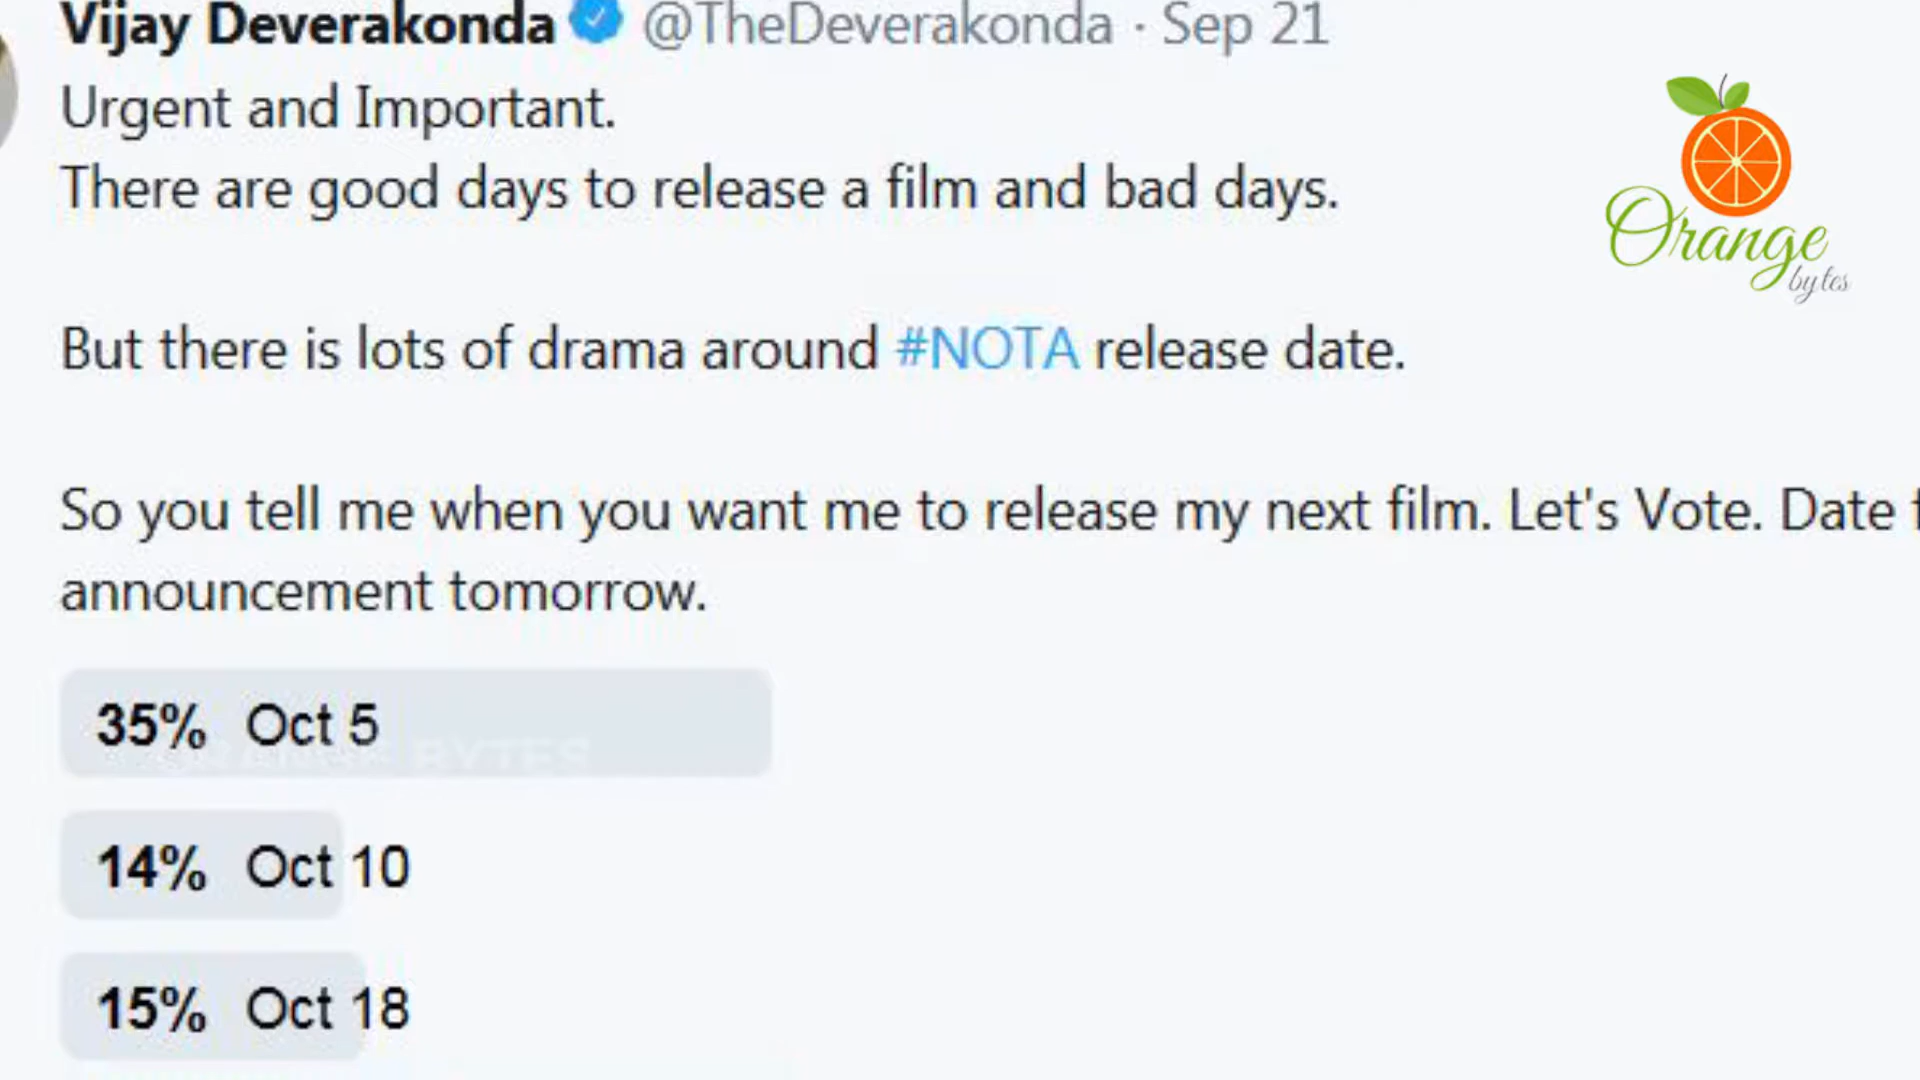 Vijay Deverakonda @TheDeverakonda · Sep 21
Urgent and Important.
There are good days to release a film and bad days.
But there is lots of drama around #NOTA release date.
So you tell me when you want me to release my next film. Let's Vote. Date
announcement tomorrow.
35% Oct 5
ORANGE BYTES
14% Oct 10
15% Oct 18
Orange
bytes